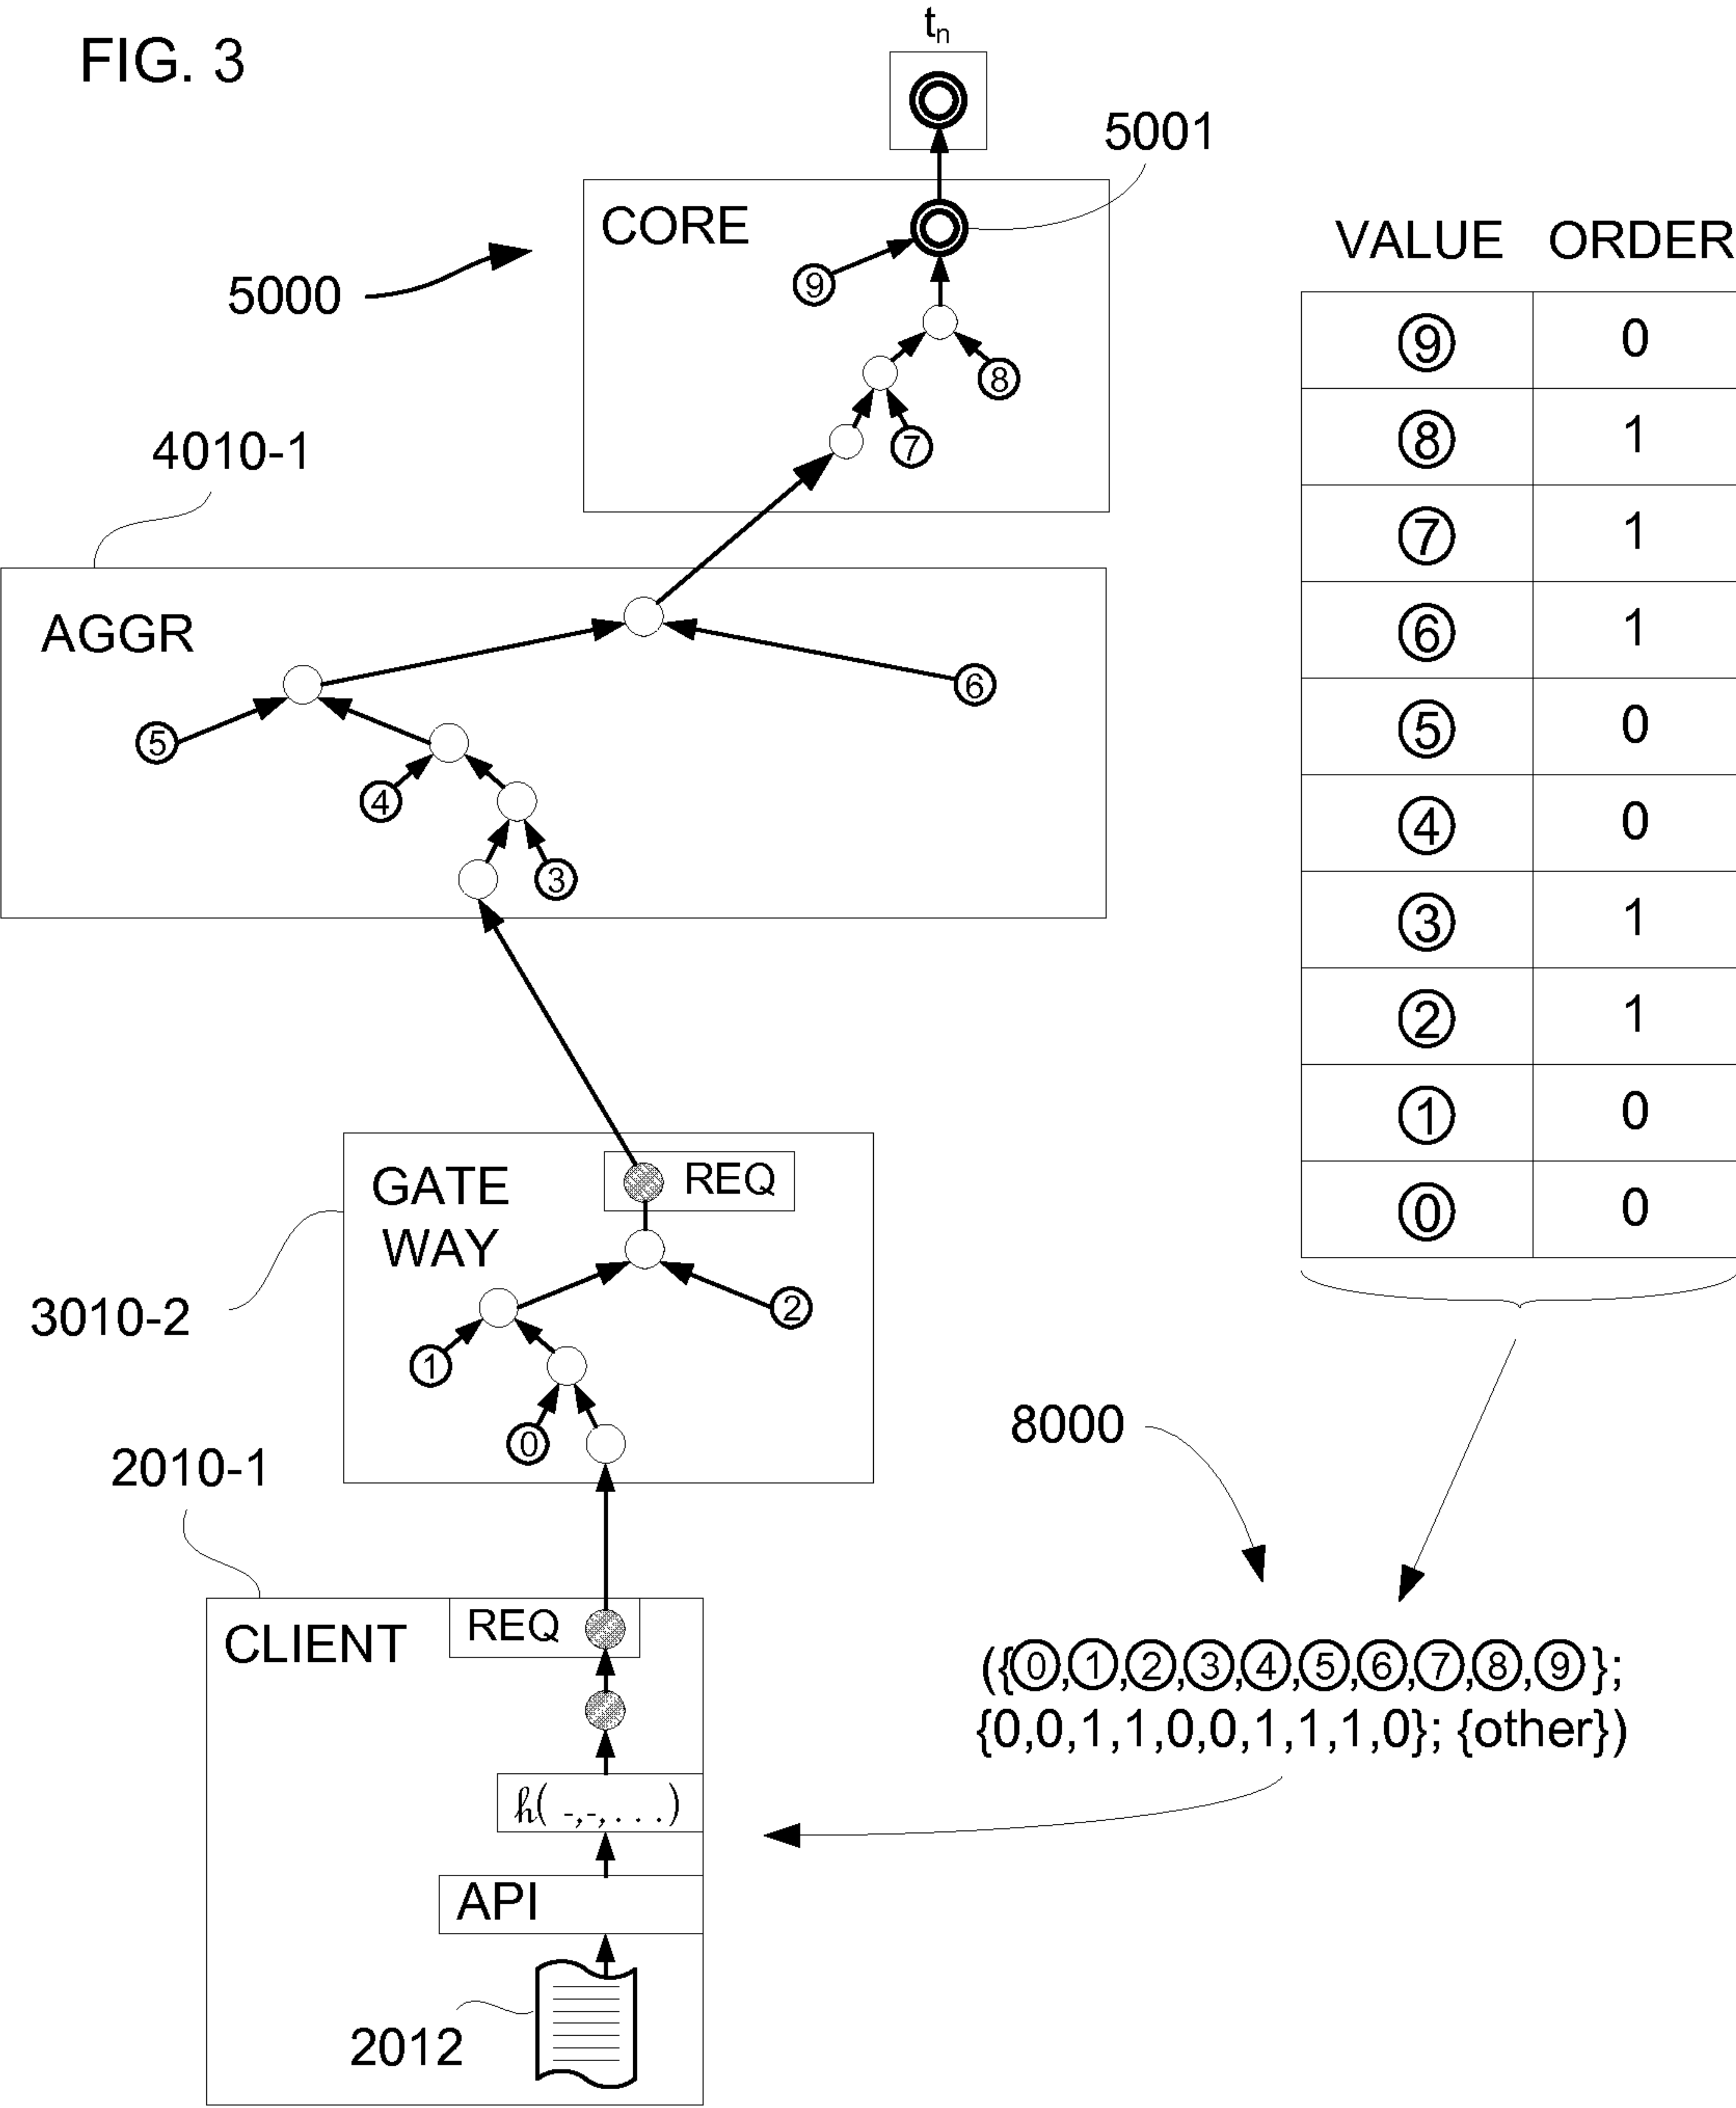 FIG. 3
tn
5001
CORE
5000
9
8
7
4010-1
AGGR
6
5
4
3
GATE
WAY
REQ
3010-2
2
1
0
2010-1
CLIENT
REQ
h( -,-, . . . )
API
2012
VALUE ORDER
9 0
8 1
7 1
6 1
5 0
4 0
3 1
2 1
1 0
0 0
8000
({0,1,2,3,4,5,6,7,8,9};
{0,0,1,1,0,0,1,1,1,0}; {other})